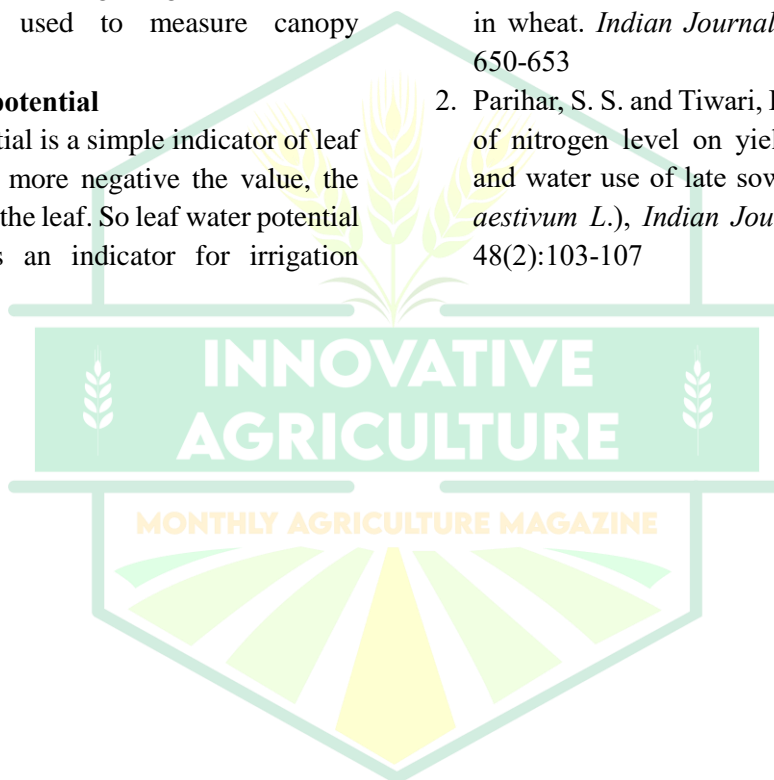 used to measure canopy
potential
tial is a simple indicator of leaf
more negative the value, the
the leaf. So leaf water potential
s an indicator for irrigation
in wheat. Indian Journal
650-653
2. Parihar, S. S. and Tiwari,
of nitrogen level on yiel
and water use of late sow
aestivum L.), Indian Jou
48(2):103-107
INNOVATIVE
AGRICULTURE
MONTHLY AGRICULTURE MAGAZINE